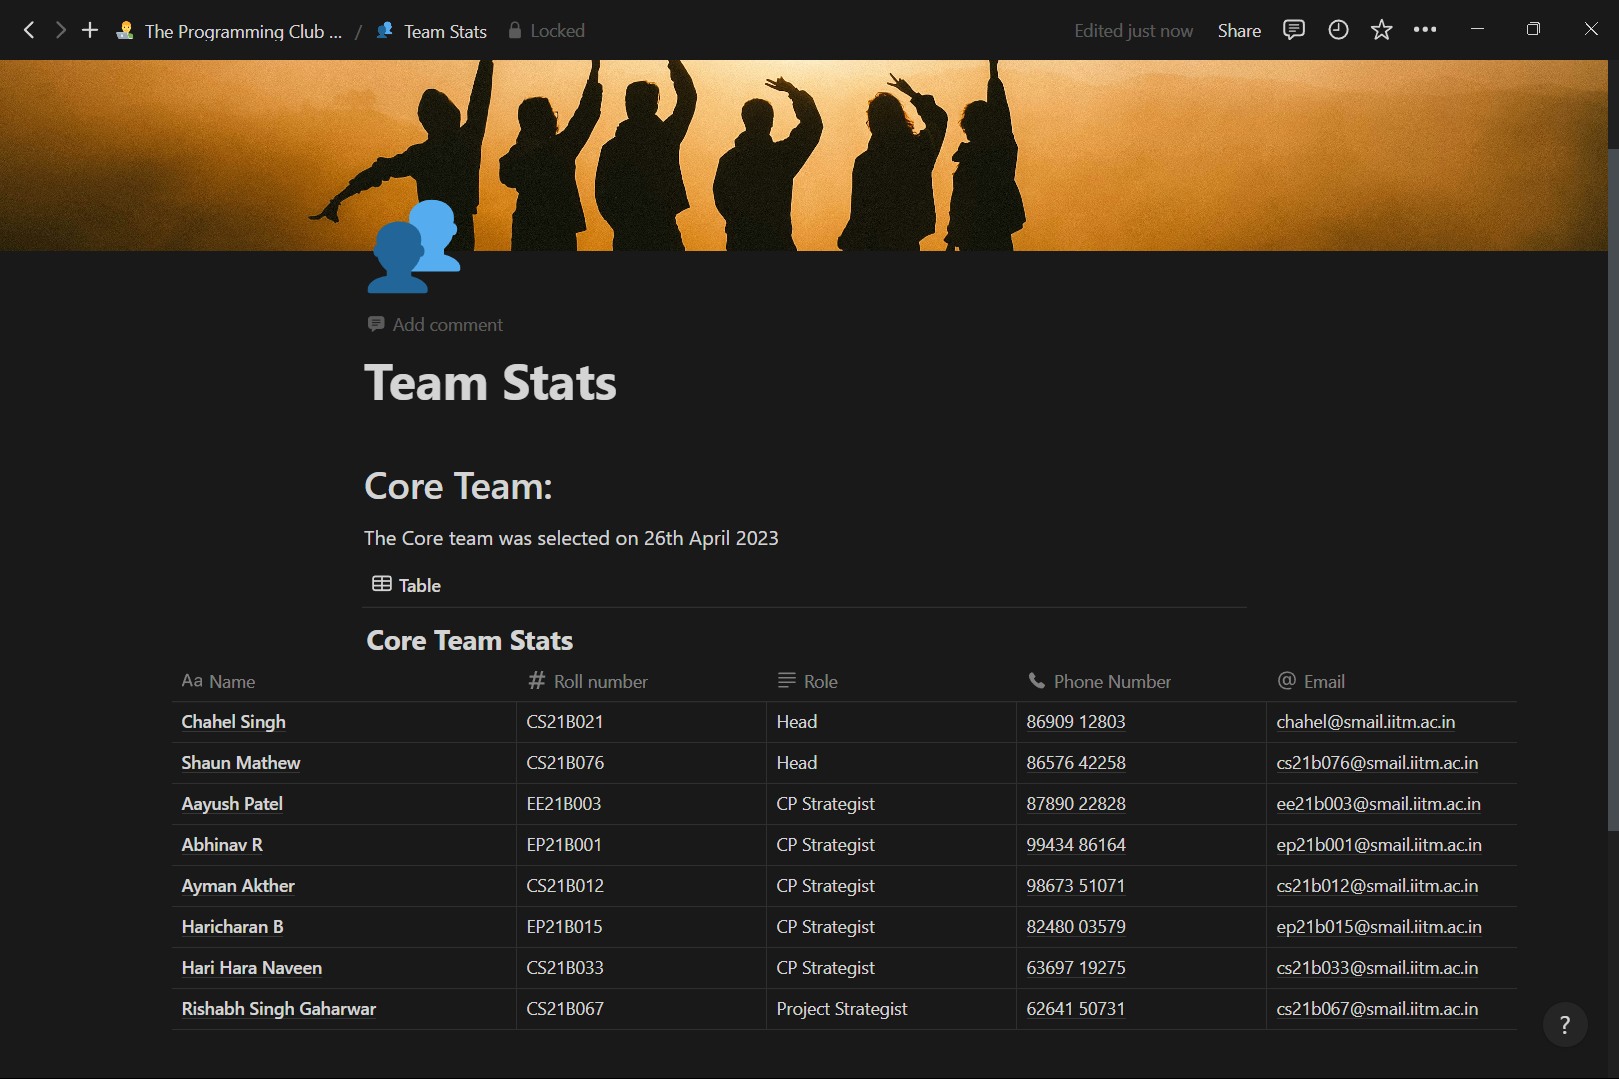 The Programming Club ... / Team Stats Locked Edited just now Share
Add comment
Team Stats
Core Team:
The Core team was selected on 26th April 2023
Table
Core Team Stats
Aa Name # Roll number Role Phone Number @ Email
Chahel Singh CS21B021 Head 86909 12803 chahel@smail.iitm.ac.in
Shaun Mathew CS21B076 Head 86576 42258 cs21b076@smail.iitm.ac.in
Aayush Patel EE21B003 CP Strategist 87890 22828 ee21b003@smail.iitm.ac.in
Abhinav R EP21B001 CP Strategist 99434 86164 ep21b001@smail.iitm.ac.in
Ayman Akther CS21B012 CP Strategist 98673 51071 cs21b012@smail.iitm.ac.in
Haricharan B EP21B015 CP Strategist 82480 03579 ep21b015@smail.iitm.ac.in
Hari Hara Naveen CS21B033 CP Strategist 63697 19275 cs21b033@smail.iitm.ac.in
Rishabh Singh Gaharwar CS21B067 Project Strategist 62641 50731 cs21b067@smail.iitm.ac.in
?